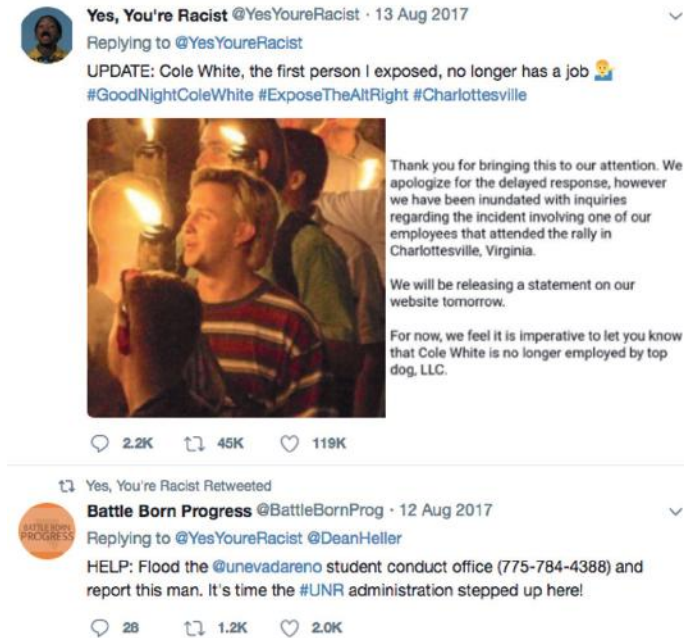 Yes, You're Racist @YesYoureRacist · 13 Aug 2017
Replying to @YesYoureRacist
UPDATE: Cole White, the first person I exposed, no longer has a job
#GoodNightColeWhite #ExposeTheAltRight #Charlottesville
Thank you for bringing this to our attention. We
apologize for the delayed response, however
we have been inundated with inquiries
regarding the incident involving one of our
employees that attended the rally in
Charlottesville, Virginia.
We will be releasing a statement on our
website tomorrow.
For now, we feel it is imperative to let you know
that Cole White is no longer employed by top
dog, LLC.
2.2K 45K 119K
Yes, You're Racist Retweeted
Battle Born Progress @BattleBornProg · 12 Aug 2017
BATTLE BORN
PROGRESS
Replying to @YesYoureRacist @DeanHeller
HELP: Flood the @unevadareno student conduct office (775-784-4388) and
report this man. It's time the #UNR administration stepped up here!
28 1.2K 2.0K